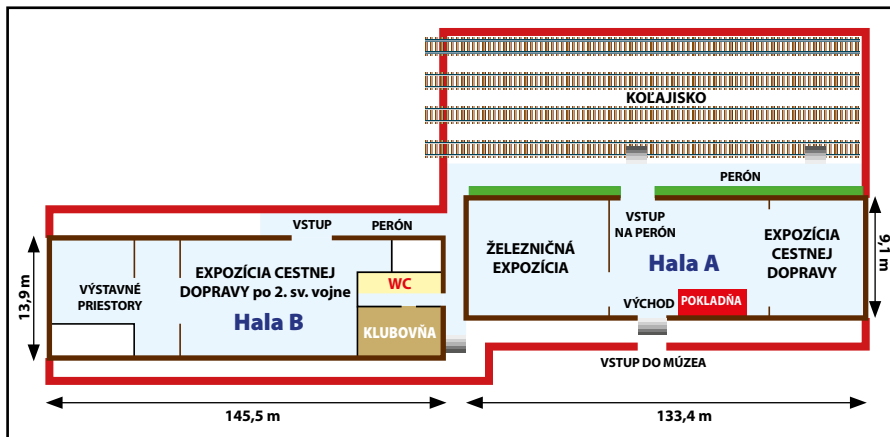 KOĽAJISKO
PERÓN
VSTUP
NA PERÓN
ŽELEZNIČNÁ
EXPOZÍCIA
Hala A
EXPOZÍCIA
CESTNEJ
DOPRAVY
9,1 m
VÝCHOD
POKLADŇA
VSTUP DO MÚZEA
133,4 m
VSTUP
PERÓN
13,9 m
VÝSTAVNÉ
PRIESTORY
EXPOZÍCIA CESTNEJ
DOPRAVY po 2. sv. vojne
Hala B
WC
KLUBOVŇA
145,5 m